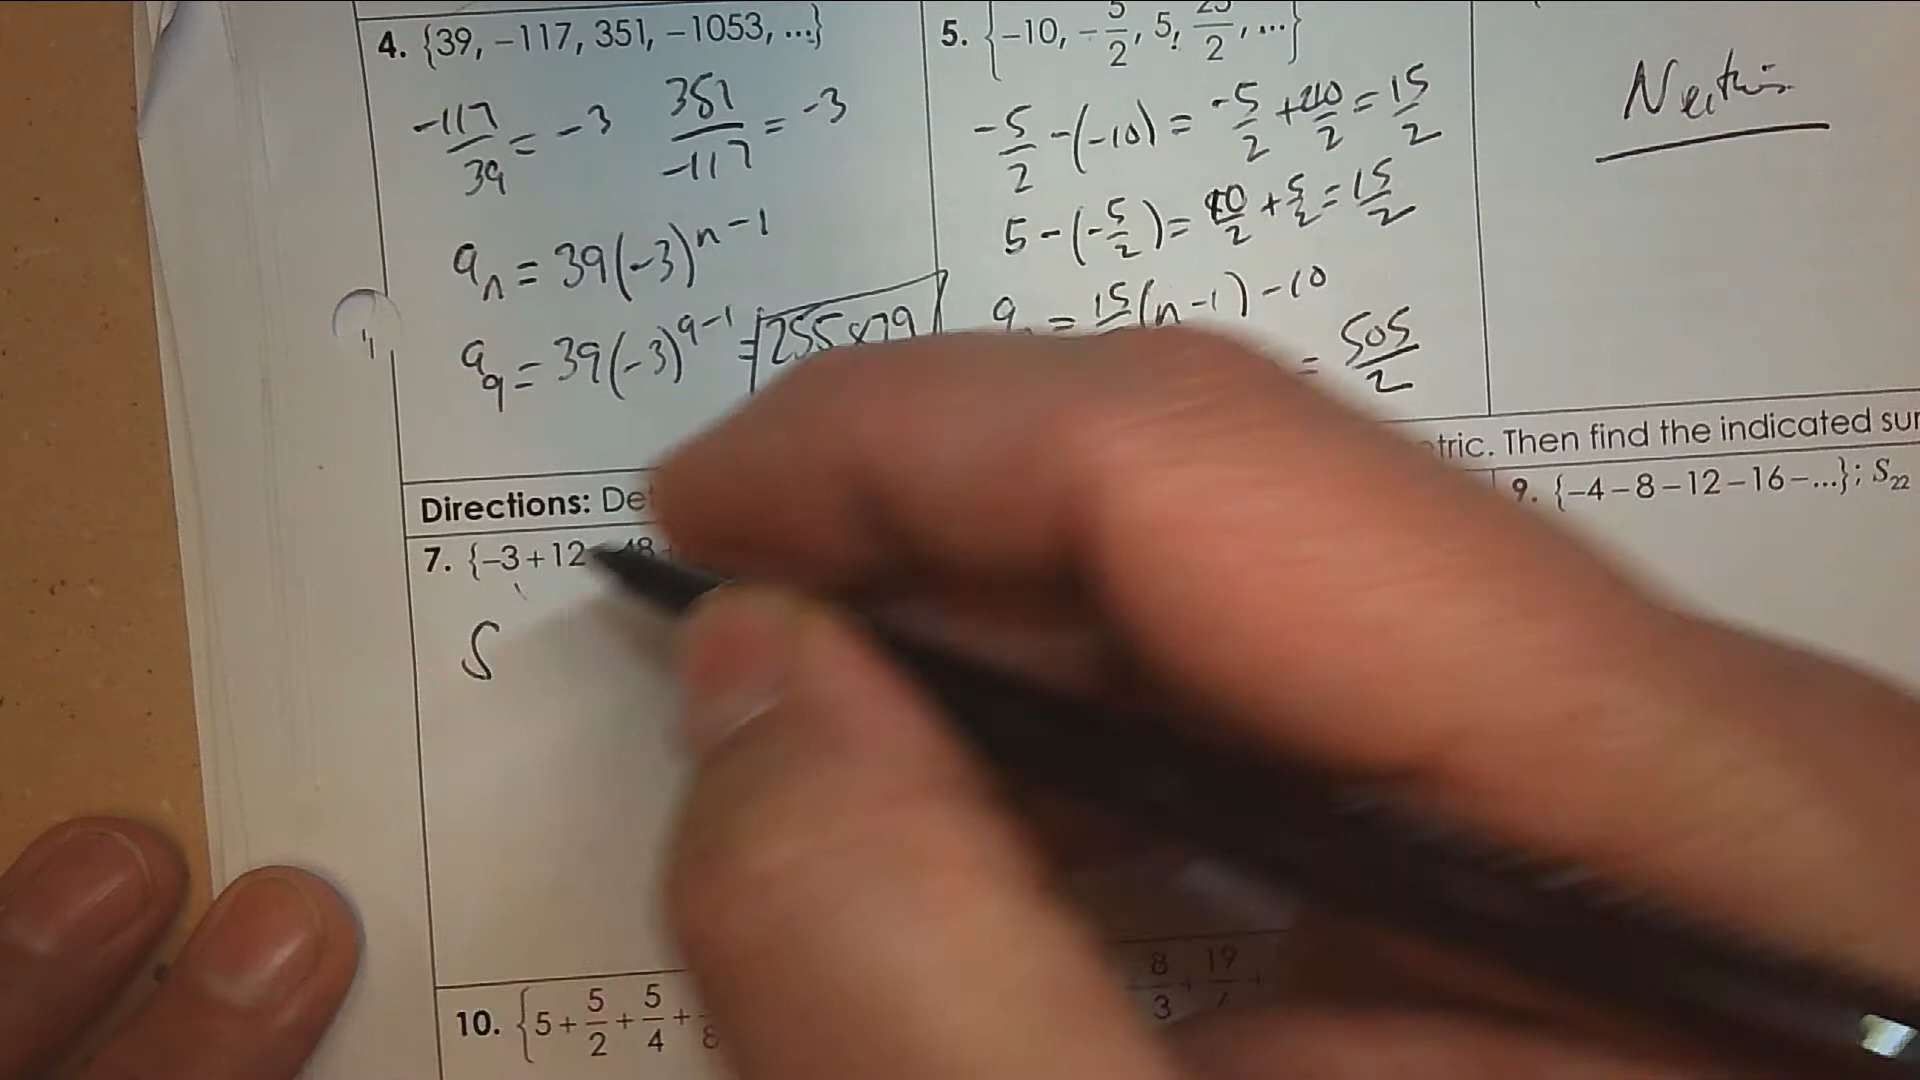 4. {39, −117, 351, −1053, ...}
-117/39 = -3 351/-117 = -3
aₙ = 39(-3)ⁿ⁻¹
a₉ = 39(-3)⁹⁻¹ = 255879
5. {−10, −5/2, 5, 25/2, ...}
-5/2 - (-10) = -5/2 + 20/2 = 15/2
5 - (-5/2) = 10/2 + 5/2 = 15/2
= 15 (n-1) - 10
= 505/2
Directions:
tric. Then find the indicated
7. {−3 + 12
S
9. {−4 − 8 − 12 − 16 − ...}; S₂₂
10. {5 + 5/2 + 5/4 +
8/3 + 19/